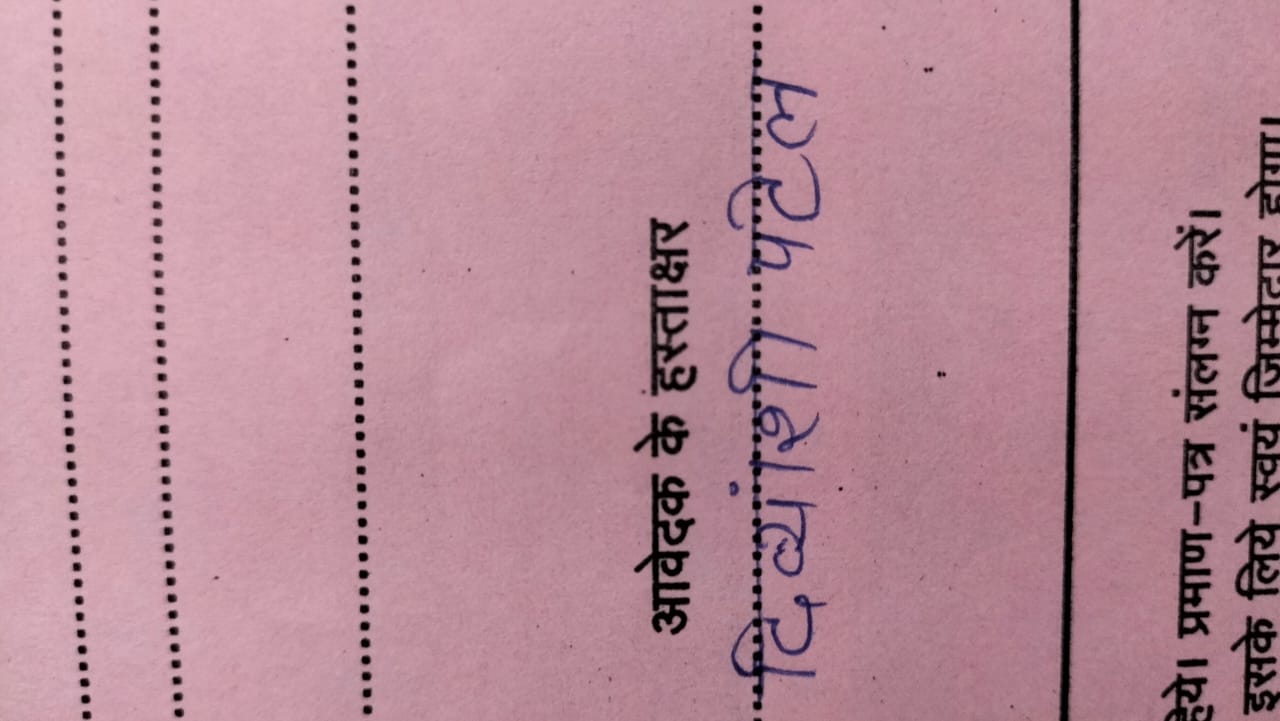 आवेदक के हस्ताक्षर
दिव्यांशी पटेल
हिये। प्रमाण-पत्र संलग्न करें।
इसके लिये स्वयं जिम्मेदार होगा।